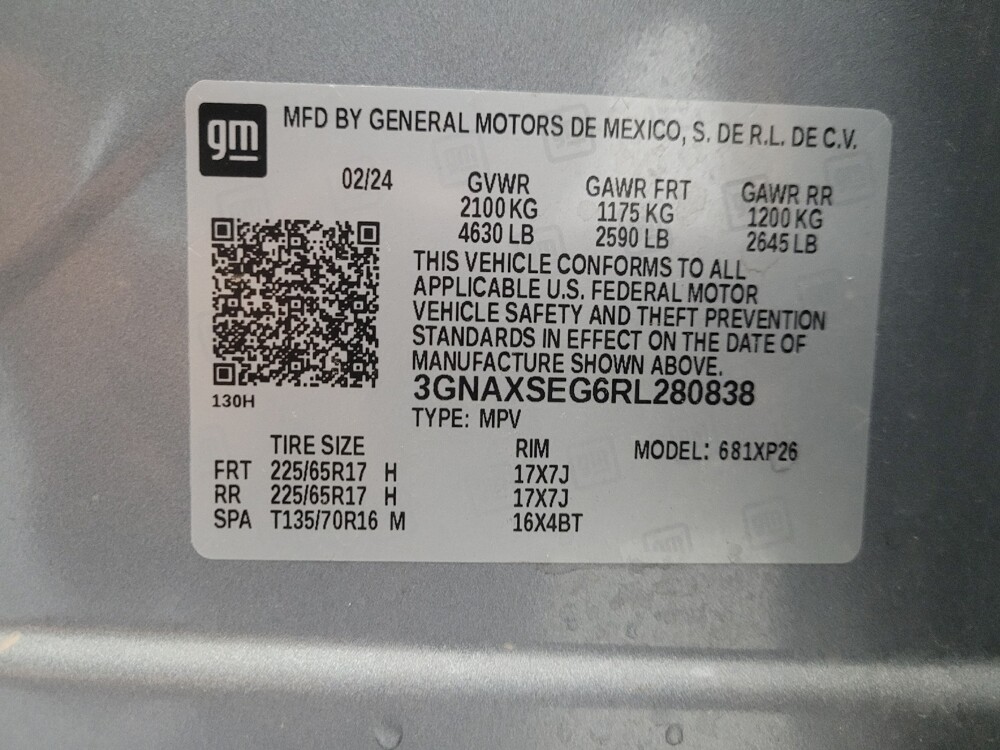 gm
MFD BY GENERAL MOTORS DE MEXICO, S. DE R.L. DE C.V.
02/24 GVWR GAWR FRT GAWR RR
2100 KG 1175 KG 1200 KG
4630 LB 2590 LB 2645 LB
THIS VEHICLE CONFORMS TO ALL
APPLICABLE U.S. FEDERAL MOTOR
VEHICLE SAFETY AND THEFT PREVENTION
STANDARDS IN EFFECT ON THE DATE OF
MANUFACTURE SHOWN ABOVE.
3GNAXSEG6RL280838
130H
TYPE: MPV
TIRE SIZE RIM MODEL: 681XP26
FRT 225/65R17 H 17X7J
RR 225/65R17 H 17X7J
SPA T135/70R16 M 16X4BT